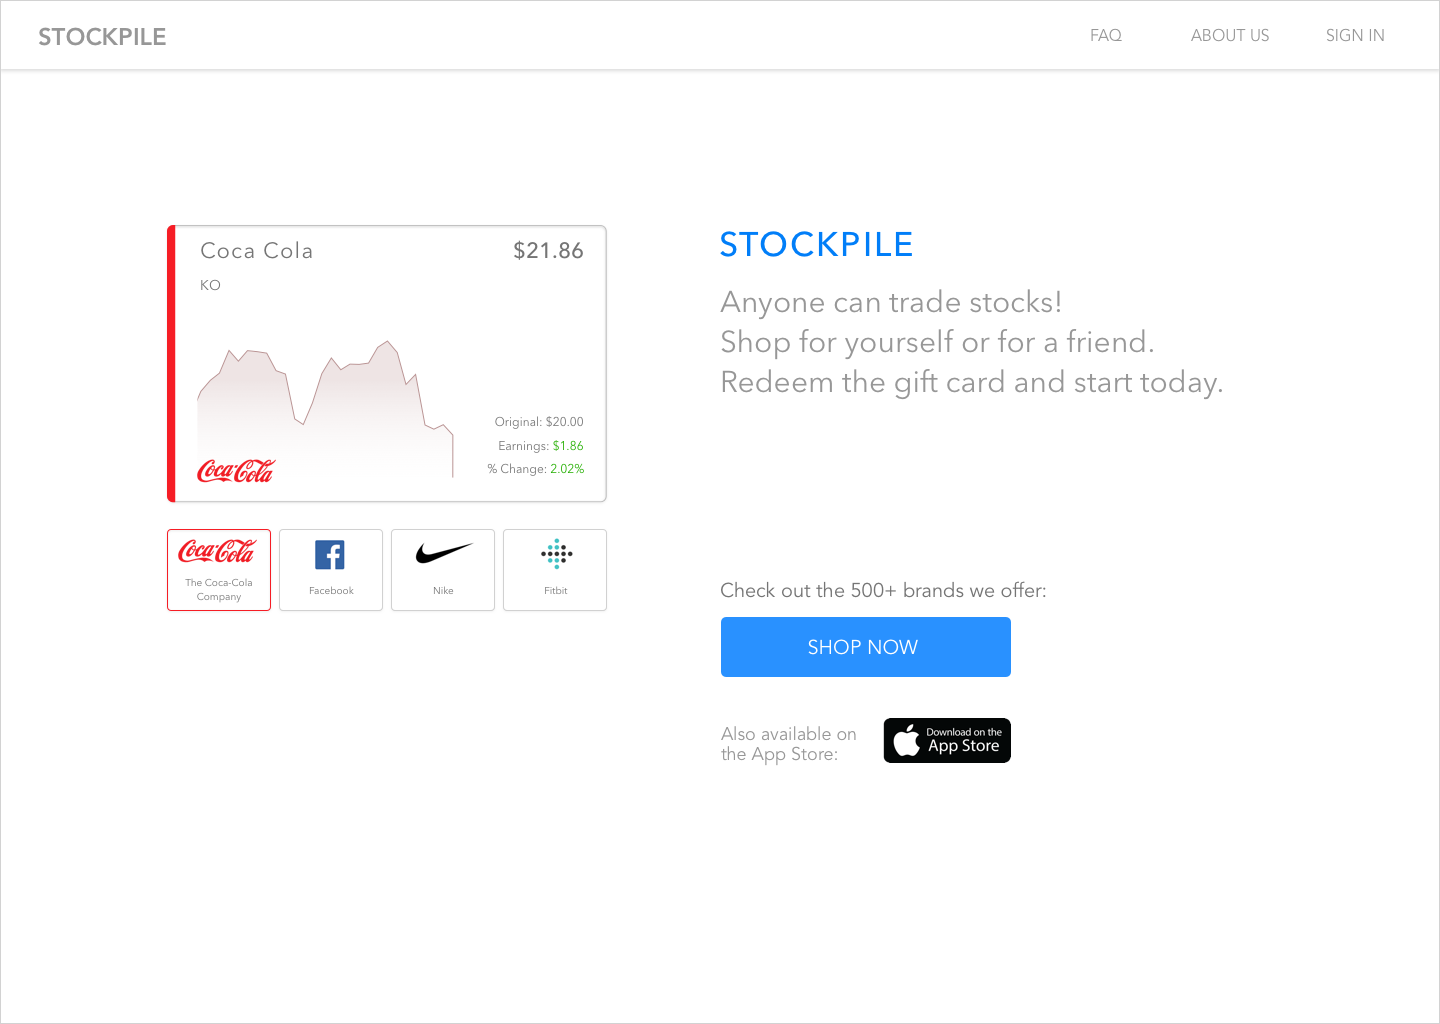 STOCKPILE
FAQ
ABOUT US
SIGN IN
Coca Cola
$21.86
KO
Original: $20.00
Earnings: $1.86
% Change: 2.02%
Coca-Cola
Coca-Cola
The Coca-Cola
Company
Facebook
Nike
Fitbit
STOCKPILE
Anyone can trade stocks!
Shop for yourself or for a friend.
Redeem the gift card and start today.
Check out the 500+ brands we offer:
SHOP NOW
Also available on
the App Store:
Download on the
App Store